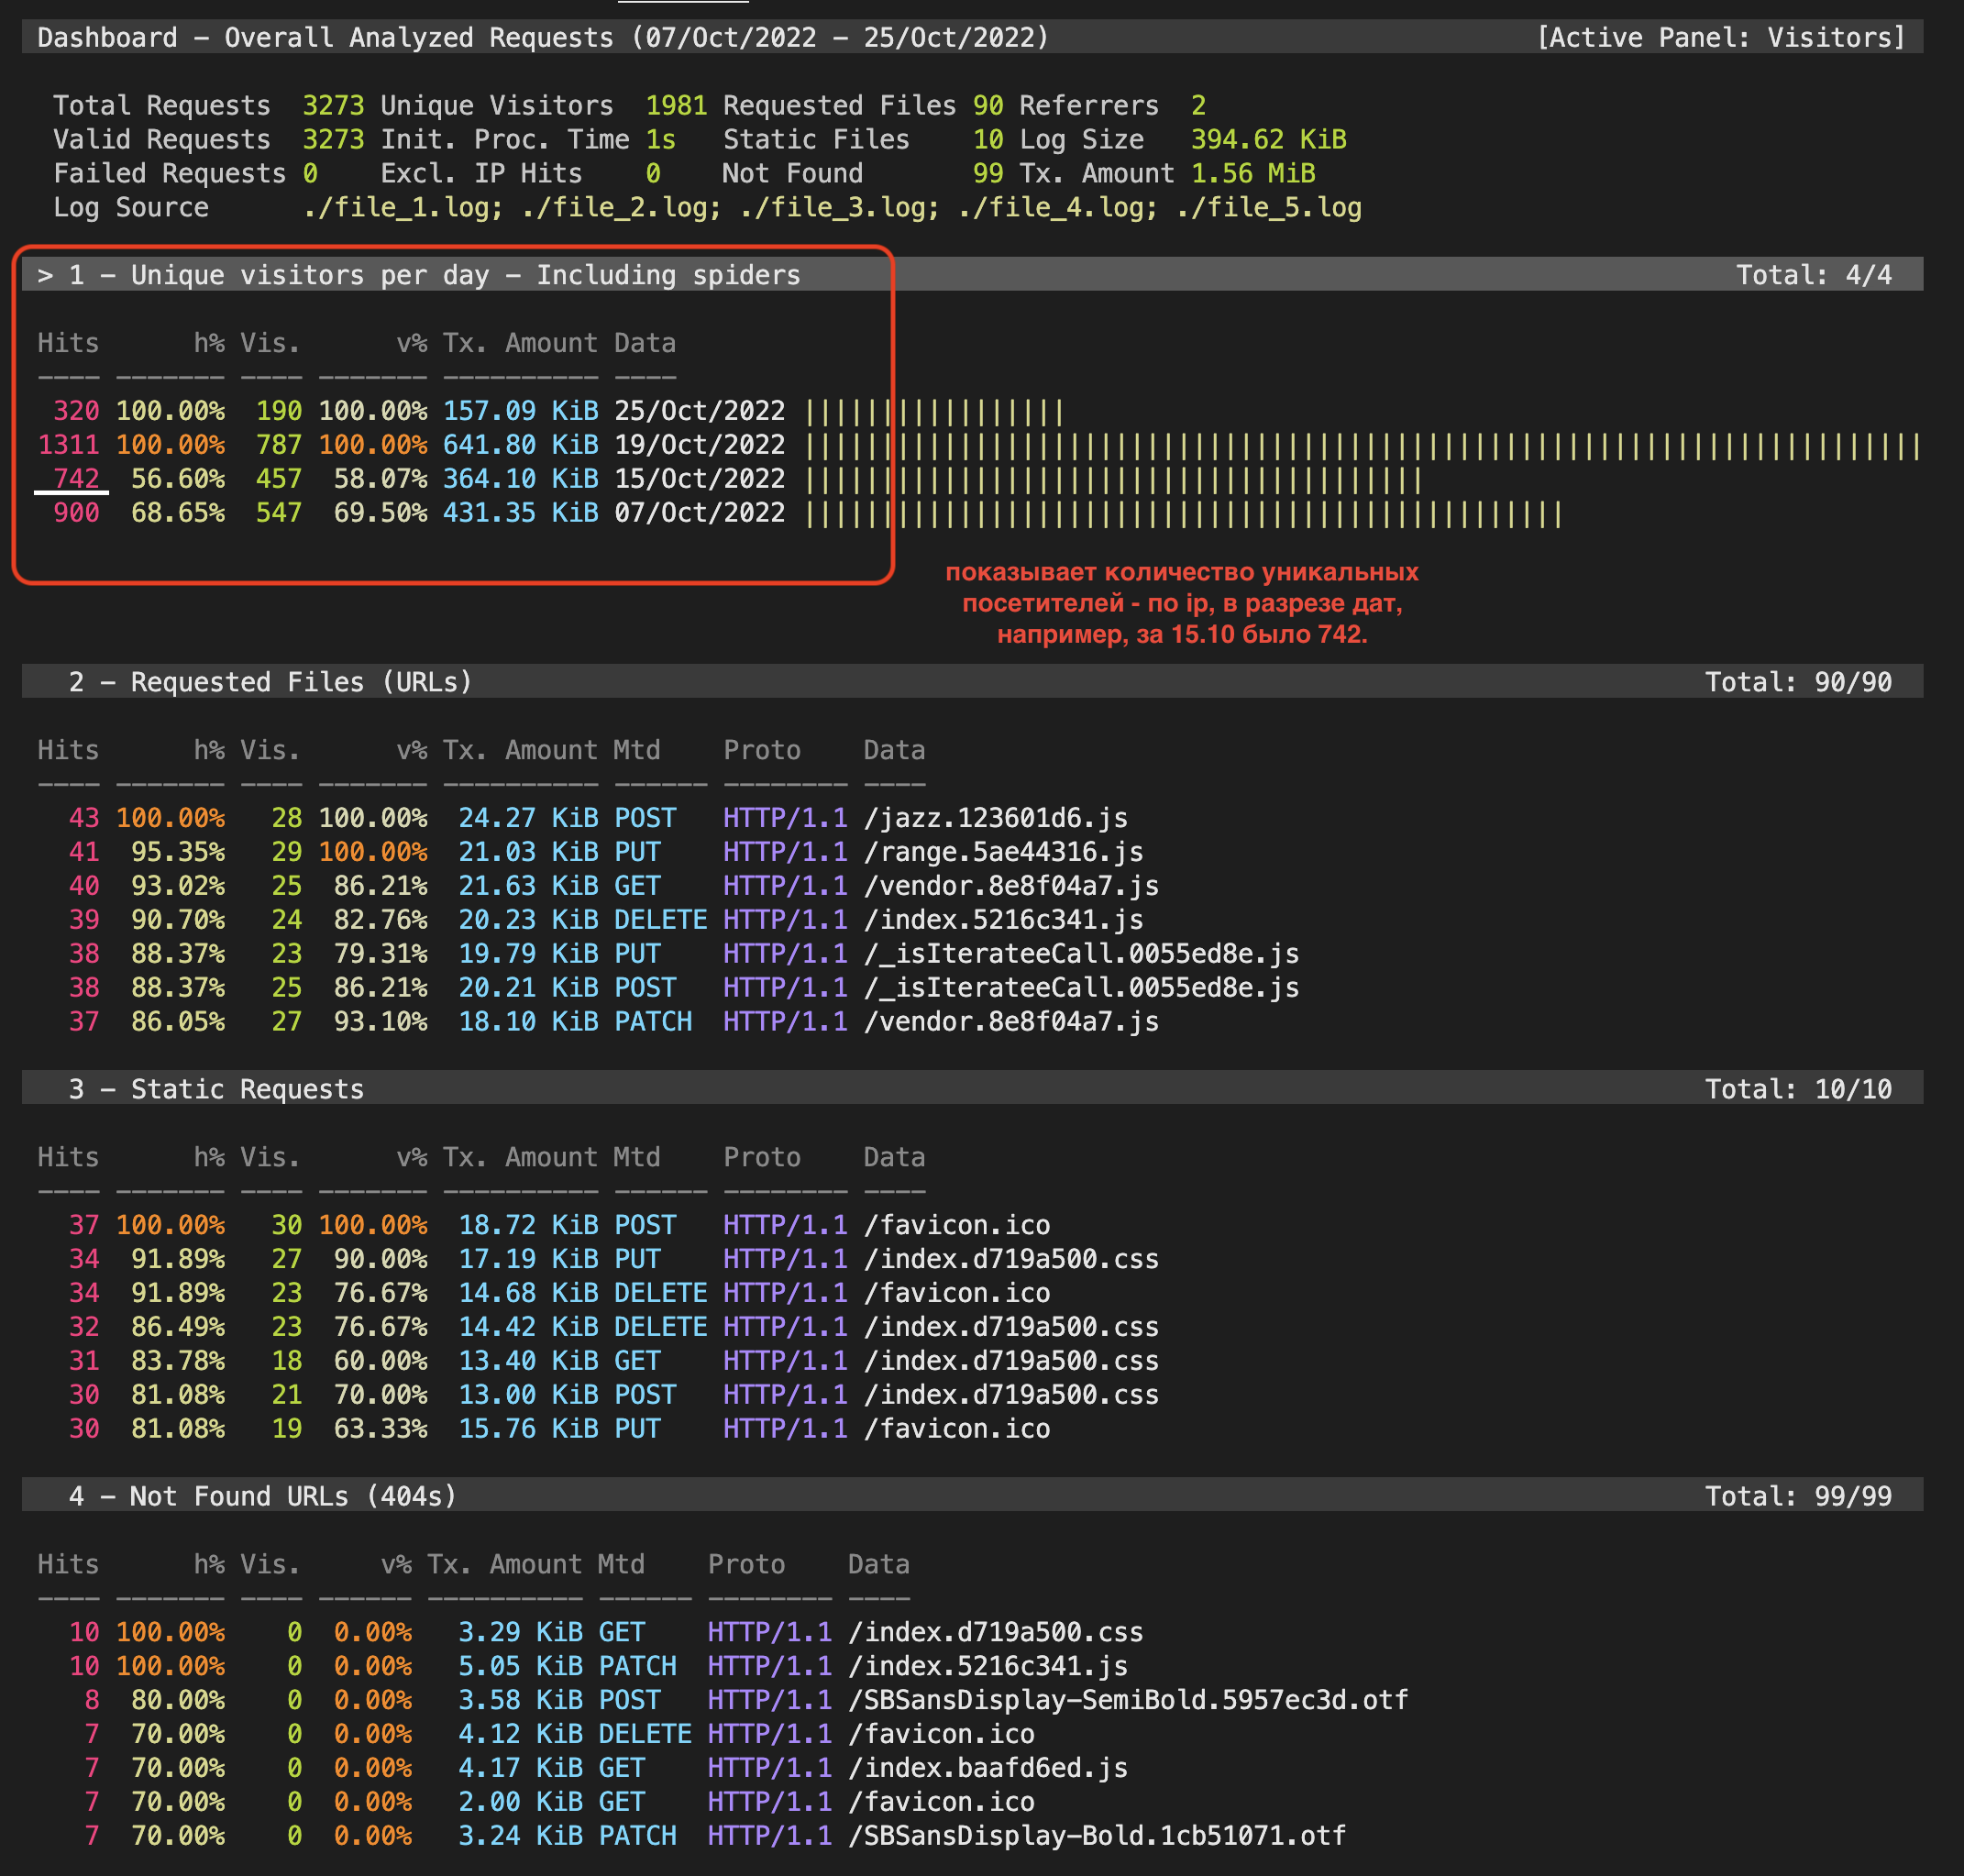 Dashboard - Overall Analyzed Requests (07/Oct/2022 - 25/Oct/2022) [Active Panel: Visitors]
Total Requests 3273 Unique Visitors 1981 Requested Files 90 Referrers 2
Valid Requests 3273 Init. Proc. Time 1s Static Files 10 Log Size 394.62 KiB
Failed Requests 0 Excl. IP Hits 0 Not Found 99 Tx. Amount 1.56 MiB
Log Source ./file_1.log; ./file_2.log; ./file_3.log; ./file_4.log; ./file_5.log
> 1 - Unique visitors per day - Including spiders Total: 4/4
Hits h% Vis. v% Tx. Amount Data
320 100.00% 190 100.00% 157.09 KiB 25/Oct/2022
1311 100.00% 787 100.00% 641.80 KiB 19/Oct/2022
742 56.60% 457 58.07% 364.10 KiB 15/Oct/2022
900 68.65% 547 69.50% 431.35 KiB 07/Oct/2022
показывает количество уникальных
посетителей - по ip, в разрезе дат,
например, за 15.10 было 742.
2 - Requested Files (URLs) Total: 90/90
Hits h% Vis. v% Tx. Amount Mtd Proto Data
43 100.00% 28 100.00% 24.27 KiB POST HTTP/1.1 /jazz.123601d6.js
41 95.35% 29 100.00% 21.03 KiB PUT HTTP/1.1 /range.5ae44316.js
40 93.02% 25 86.21% 21.63 KiB GET HTTP/1.1 /vendor.8e8f04a7.js
39 90.70% 24 82.76% 20.23 KiB DELETE HTTP/1.1 /index.5216c341.js
38 88.37% 23 79.31% 19.79 KiB PUT HTTP/1.1 /_isIterateeCall.0055ed8e.js
38 88.37% 25 86.21% 20.21 KiB POST HTTP/1.1 /_isIterateeCall.0055ed8e.js
37 86.05% 27 93.10% 18.10 KiB PATCH HTTP/1.1 /vendor.8e8f04a7.js
3 - Static Requests Total: 10/10
Hits h% Vis. v% Tx. Amount Mtd Proto Data
37 100.00% 30 100.00% 18.72 KiB POST HTTP/1.1 /favicon.ico
34 91.89% 27 90.00% 17.19 KiB PUT HTTP/1.1 /index.d719a500.css
34 91.89% 23 76.67% 14.68 KiB DELETE HTTP/1.1 /favicon.ico
32 86.49% 23 76.67% 14.42 KiB DELETE HTTP/1.1 /index.d719a500.css
31 83.78% 18 60.00% 13.40 KiB GET HTTP/1.1 /index.d719a500.css
30 81.08% 21 70.00% 13.00 KiB POST HTTP/1.1 /index.d719a500.css
30 81.08% 19 63.33% 15.76 KiB PUT HTTP/1.1 /favicon.ico
4 - Not Found URLs (404s) Total: 99/99
Hits h% Vis. v% Tx. Amount Mtd Proto Data
10 100.00% 0 0.00% 3.29 KiB GET HTTP/1.1 /index.d719a500.css
10 100.00% 0 0.00% 5.05 KiB PATCH HTTP/1.1 /index.5216c341.js
8 80.00% 0 0.00% 3.58 KiB POST HTTP/1.1 /SBSansDisplay-SemiBold.5957ec3d.otf
7 70.00% 0 0.00% 4.12 KiB DELETE HTTP/1.1 /favicon.ico
7 70.00% 0 0.00% 4.17 KiB GET HTTP/1.1 /index.baafd6ed.js
7 70.00% 0 0.00% 2.00 KiB GET HTTP/1.1 /favicon.ico
7 70.00% 0 0.00% 3.24 KiB PATCH HTTP/1.1 /SBSansDisplay-Bold.1cb51071.otf